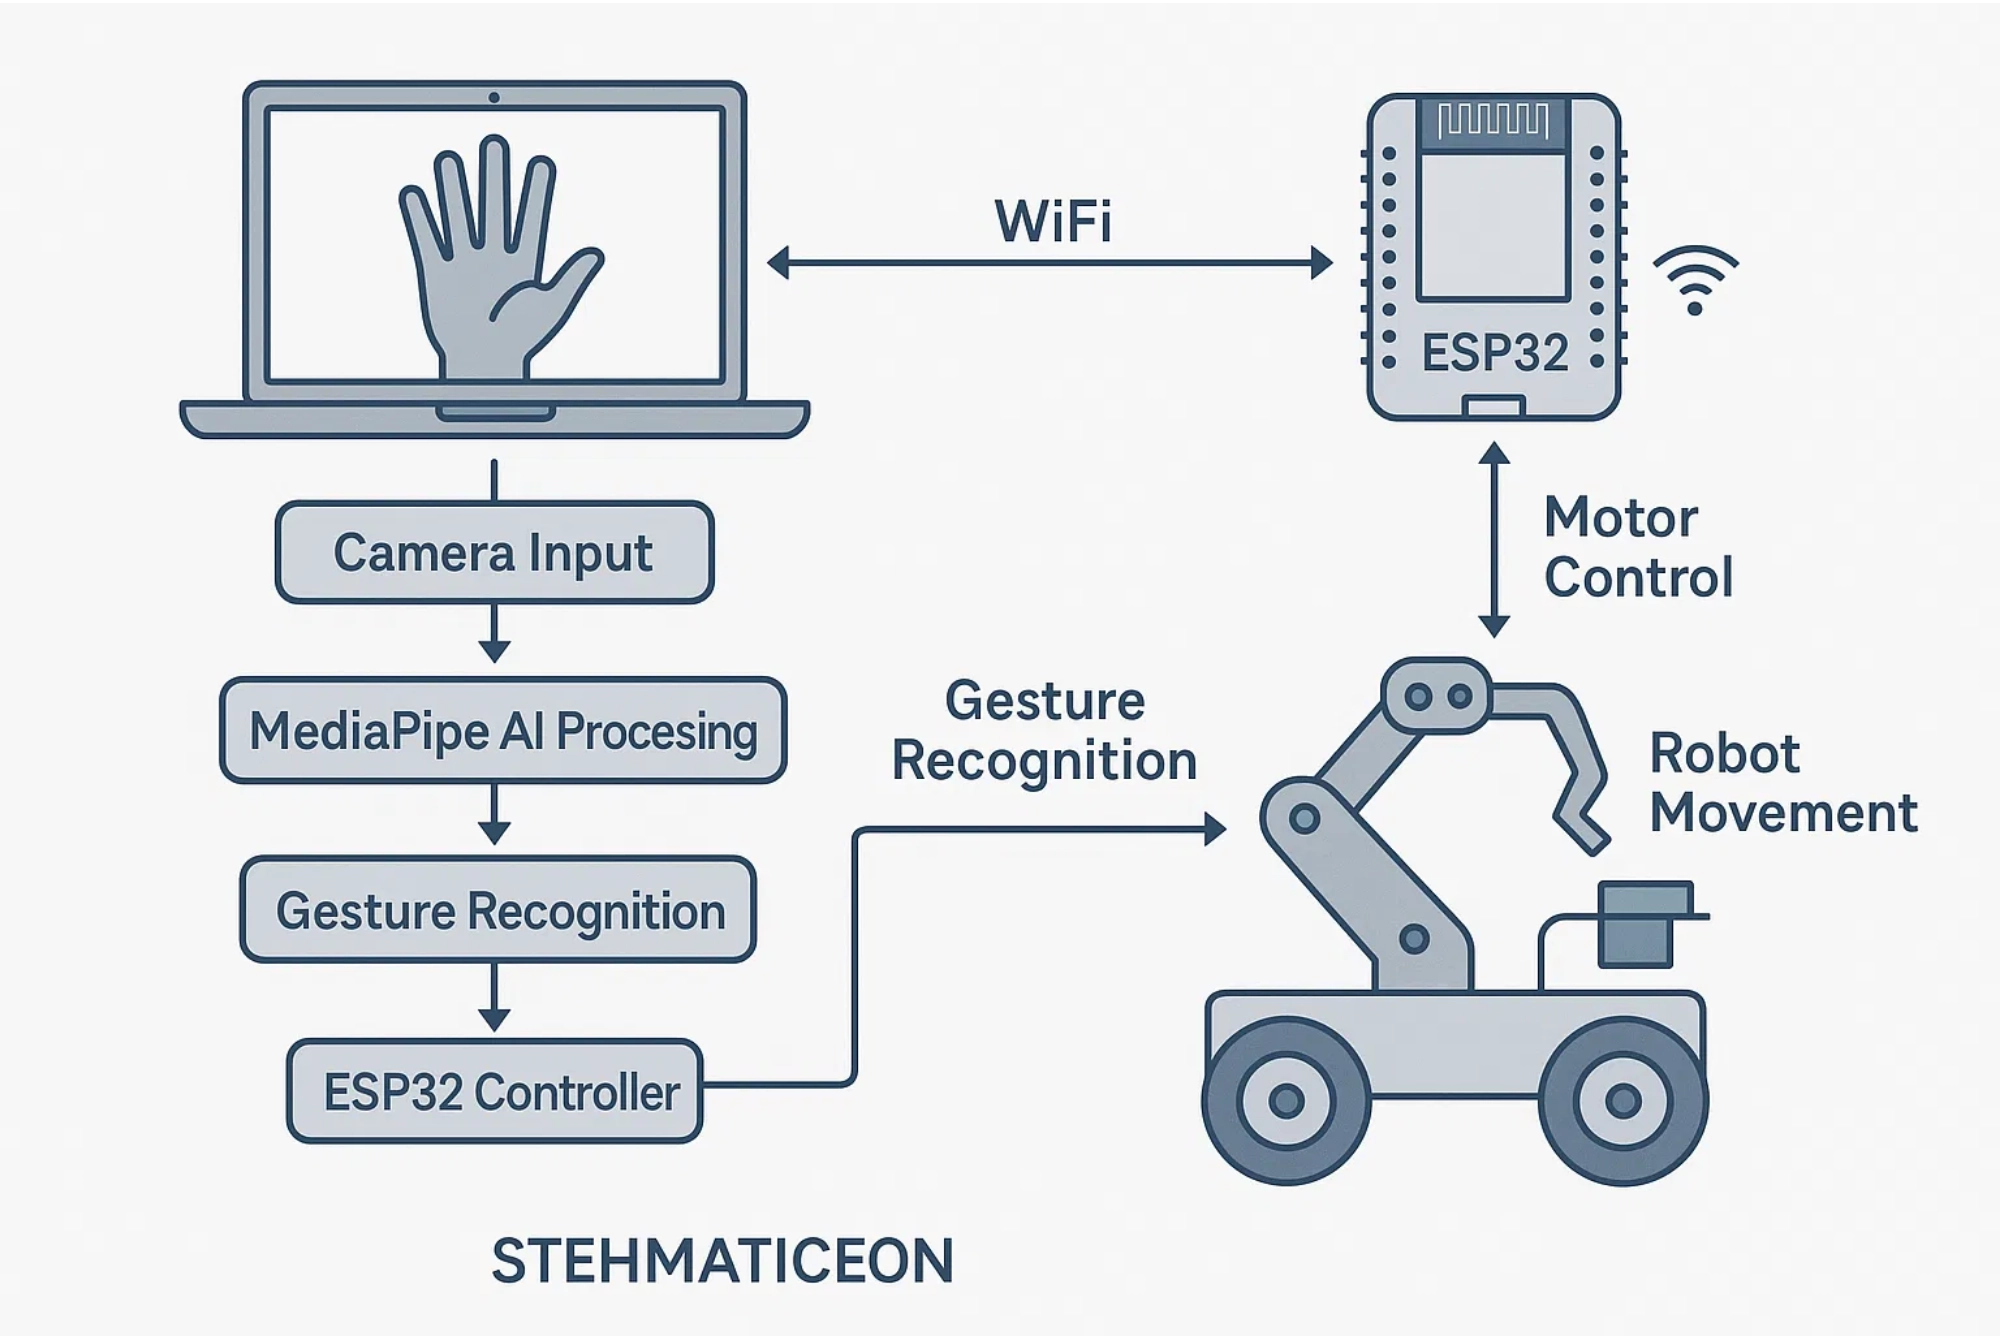 WiFi
ESP32
Camera Input
Motor
Control
MediaPipe AI Procesing
Gesture
Recognition
Robot
Movement
Gesture Recognition
ESP32 Controller
STEHMATICEON